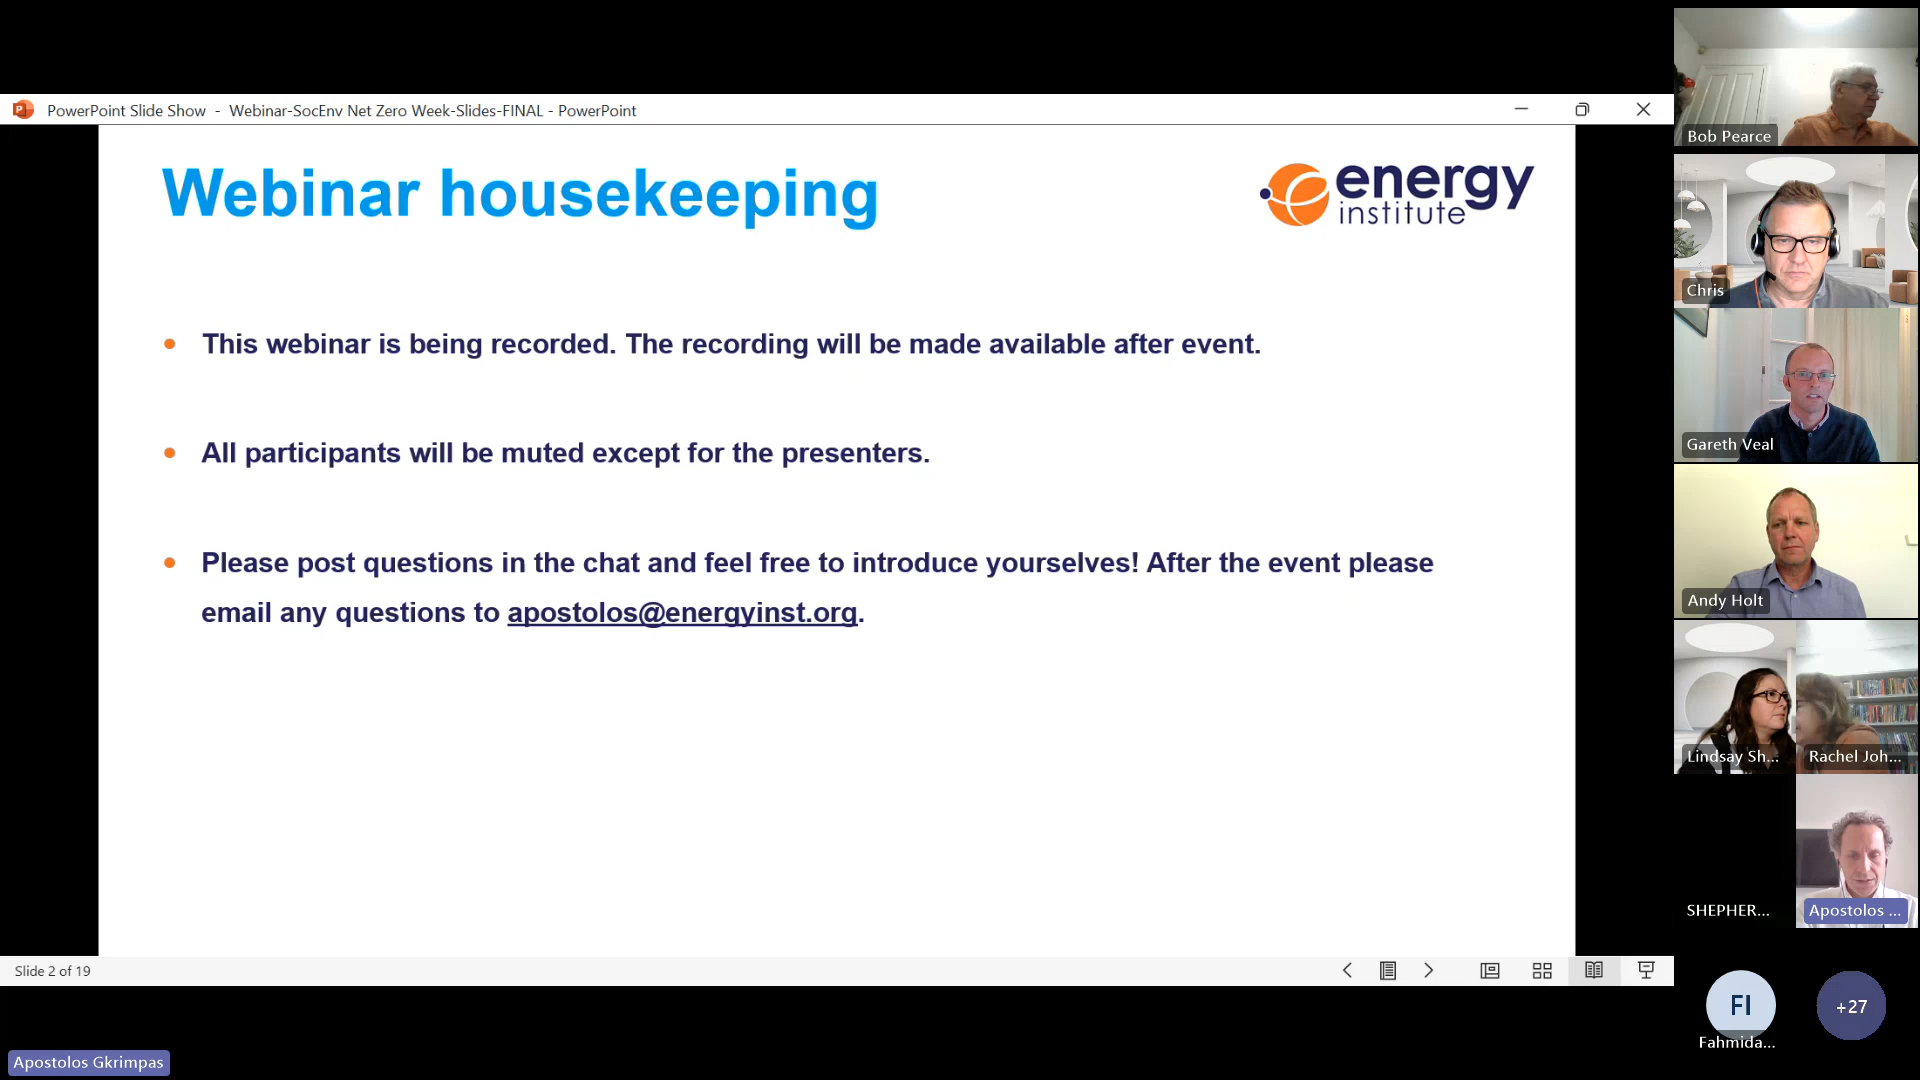 PowerPoint Slide Show - Webinar-SocEnv Net Zero Week-Slides-FINAL - PowerPoint
Webinar housekeeping
energy
institute
• This webinar is being recorded. The recording will be made available after event.
• All participants will be muted except for the presenters.
• Please post questions in the chat and feel free to introduce yourselves! After the event please
email any questions to apostolos@energyinst.org.
Slide 2 of 19
Apostolos Gkrimpas
Bob Pearce
Chris
Gareth Veal
Andy Holt
Lindsay Sh...
Rachel Joh...
SHEPHER...
Apostolos ...
FI
Fahmida...
+27